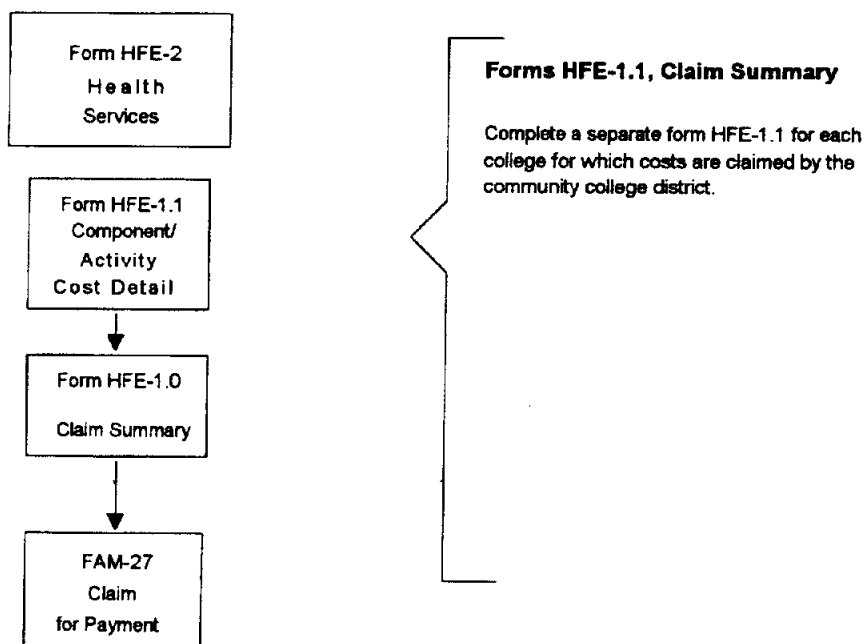 Form HFE-2
Health
Services
Form HFE-1.1
Component/
Activity
Cost Detail
Form HFE-1.0
Claim Summary
FAM-27
Claim
for Payment
Forms HFE-1.1, Claim Summary
Complete a separate form HFE-1.1 for each
college for which costs are claimed by the
community college district.